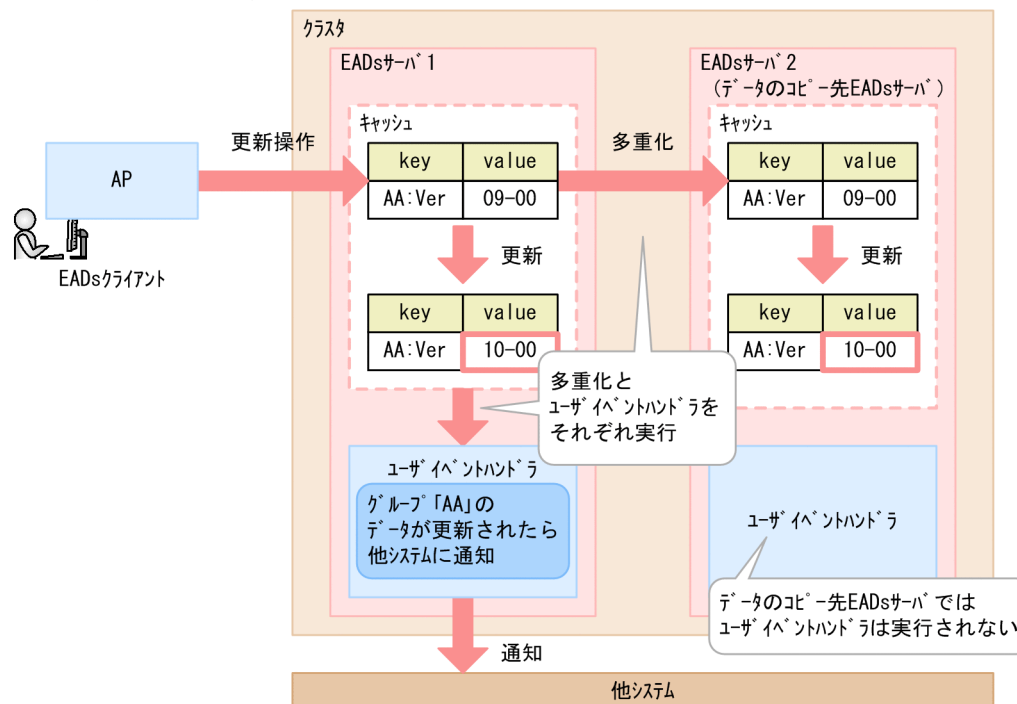 ｸﾗｽﾀ
EADsｻｰﾊﾞ1
EADsｻｰﾊﾞ2
（ﾃﾞｰﾀのｺﾋﾟｰ先EADsｻｰﾊﾞ）
AP
EADsｸﾗｲｱﾝﾄ
更新操作
ｷｬｯｼｭ
key value
AA:Ver 09-00
更新
key value
AA:Ver 10-00
多重化
ｷｬｯｼｭ
key value
AA:Ver 09-00
更新
key value
AA:Ver 10-00
多重化と
ﾕｰｻﾞｲﾍﾞﾝﾄﾊﾝﾄﾞﾗを
それぞれ実行
ﾕｰｻﾞｲﾍﾞﾝﾄﾊﾝﾄﾞﾗ
ｸﾞﾙｰﾌﾟ｢AA｣の
ﾃﾞｰﾀが更新されたら
他ｼｽﾃﾑに通知
ﾕｰｻﾞｲﾍﾞﾝﾄﾊﾝﾄﾞﾗ
ﾃﾞｰﾀのｺﾋﾟｰ先EADsｻｰﾊﾞでは
ﾕｰｻﾞｲﾍﾞﾝﾄﾊﾝﾄﾞﾗは実行されない
通知
他ｼｽﾃﾑ